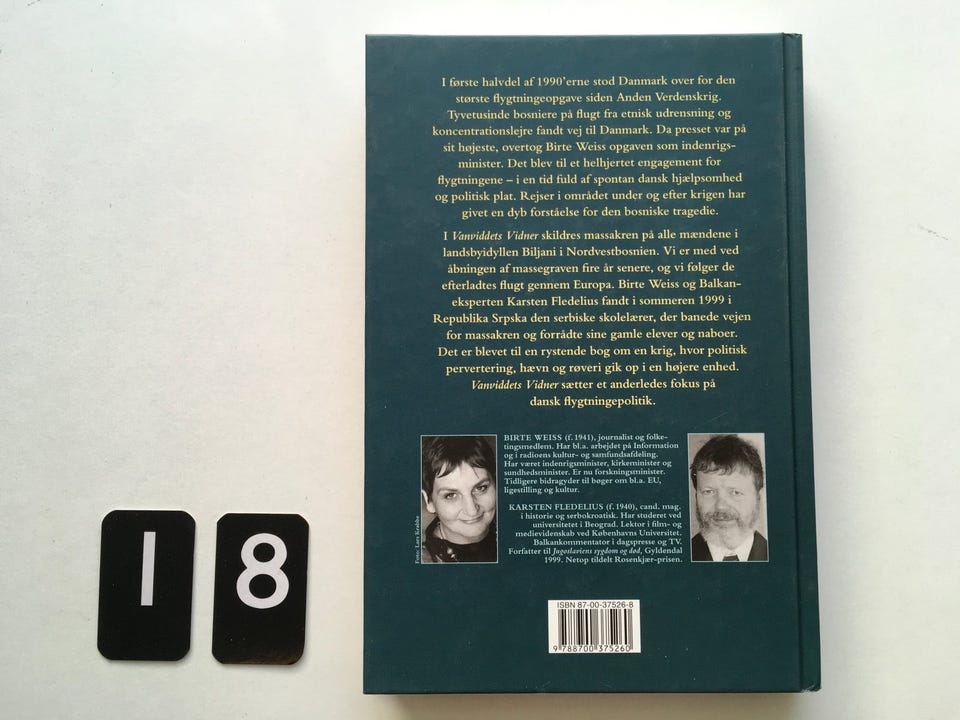 I første halvdel af 1990'erne stod Danmark over for den
største flygtningeopgave siden Anden Verdenskrig.
Tyvetusinde bosniere på flugt fra etnisk udrensning og
koncentrationslejre fandt vej til Danmark. Da presset var på
sit højeste, overtog Birte Weiss opgaven som indenrigs-
minister. Det blev til et helhjertet engagement for
flygtningene – i en tid fuld af spontan dansk hjælpsomhed
og politisk plat. Rejser i området under og efter krigen har
givet en dyb forståelse for den bosniske tragedie.
I Vanviddets Vidner skildres massakren på alle mændene i
landsbyidyllen Biljani i Nordvestbosnien. Vi er med ved
åbningen af massegraven fire år senere, og vi følger de
efterladtes flugt gennem Europa. Birte Weiss og Balkan-
eksperten Karsten Fledelius fandt i sommeren 1999 i
Republika Srpska den serbiske skolelærer, der banede vejen
for massakren og forrådte sine gamle elever og naboer.
Det er blevet til en rystende bog om en krig, hvor politisk
pervertering, hævn og røveri gik op i en højere enhed.
Vanviddets Vidner sætter et anderledes fokus på
dansk flygtningepolitik.
BIRTE WEISS (f. 1941), journalist og folke-
tingsmedlem. Har bl.a. arbejdet på Information
og i radioens kultur- og samfundsafdeling.
Har været indenrigsminister, kirkeminister og
sundhedsminister. Er nu forskningsminister.
Tidligere bidragyder til bøger om bl.a. EU,
ligestilling og kultur.
KARSTEN FLEDELIUS (f. 1940), cand. mag.
i historie og serbokroatisk. Har studeret ved
universitetet i Beograd. Lektor i film- og
medievidenskab ved Københavns Universitet.
Balkankommentator i dagspresse og TV.
Forfatter til Jugoslaviens sygdom og død, Gyldendal
1999. Netop tildelt Rosenkjær-prisen.
Foto: Lars Krabbe
ISBN 87-00-37526-8
9 788700 375260
18